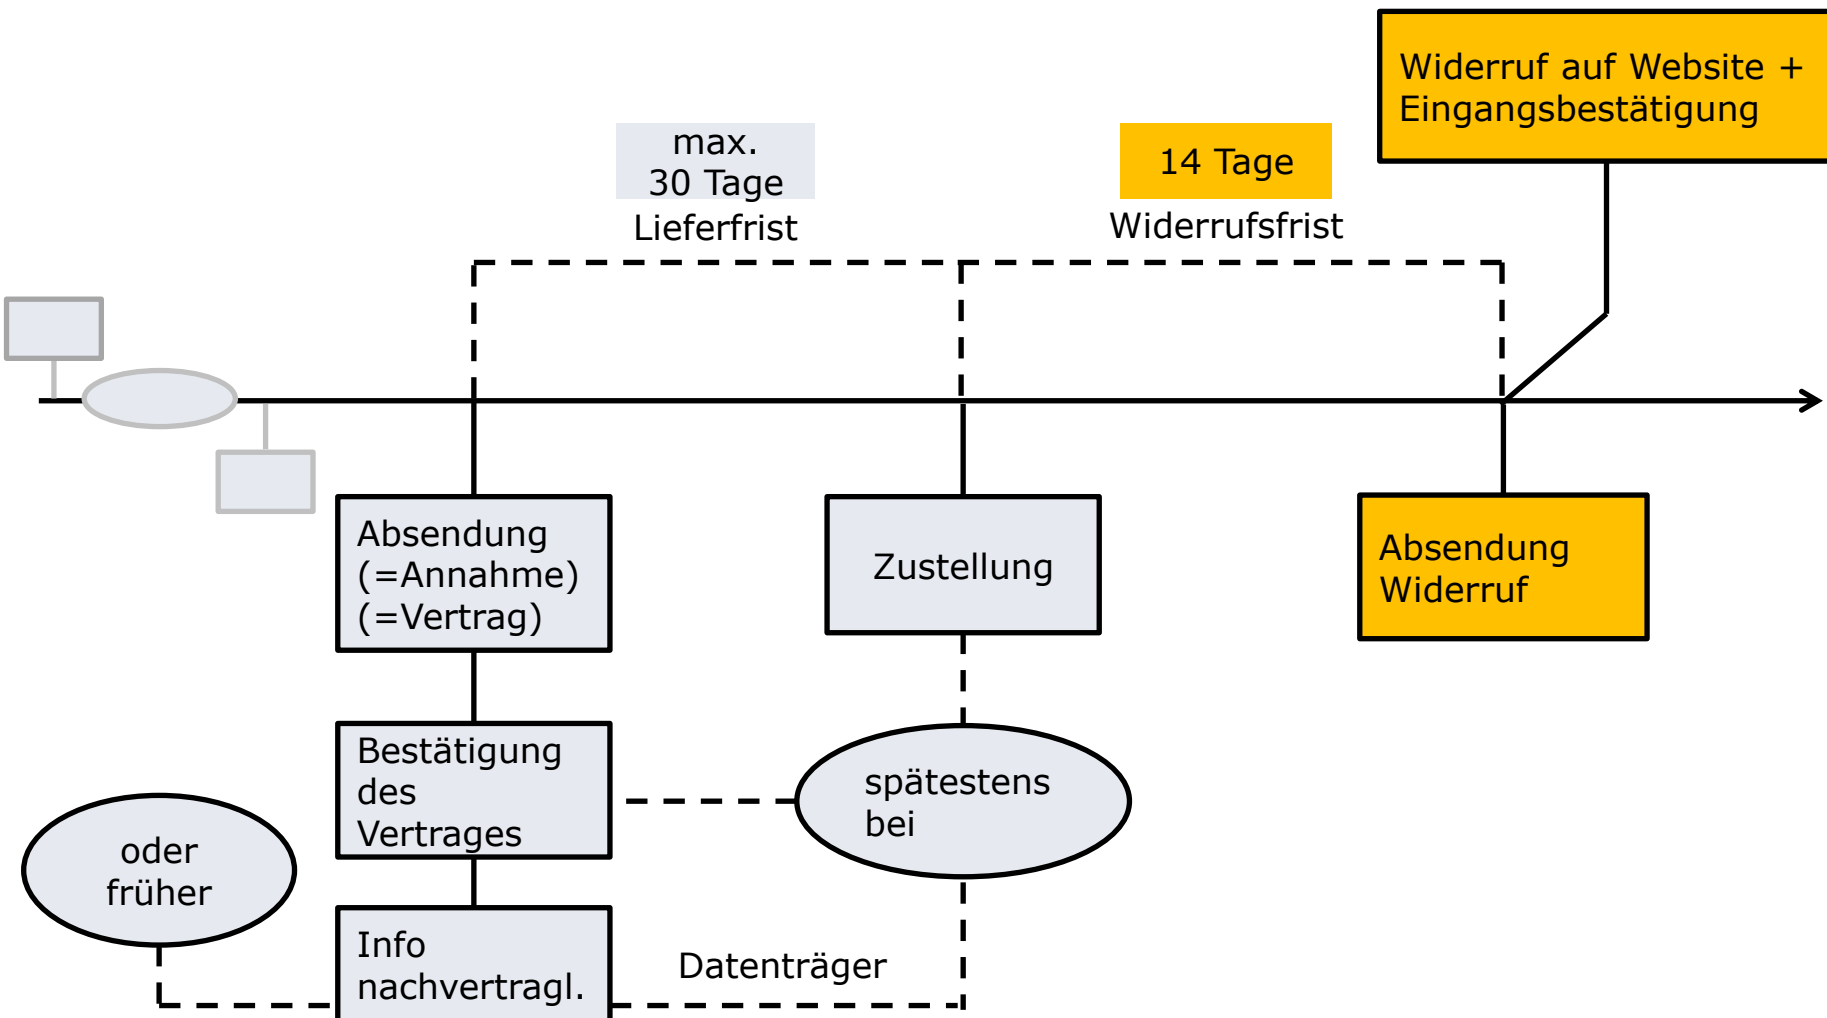 Widerruf auf Website +
Eingangsbestätigung
max.
30 Tage
Lieferfrist
14 Tage
Widerrufsfrist
Absendung
(=Annahme)
(=Vertrag)
Zustellung
Absendung
Widerruf
Bestätigung
des
Vertrages
spätestens
bei
oder
früher
Info
nachvertragl.
Datenträger